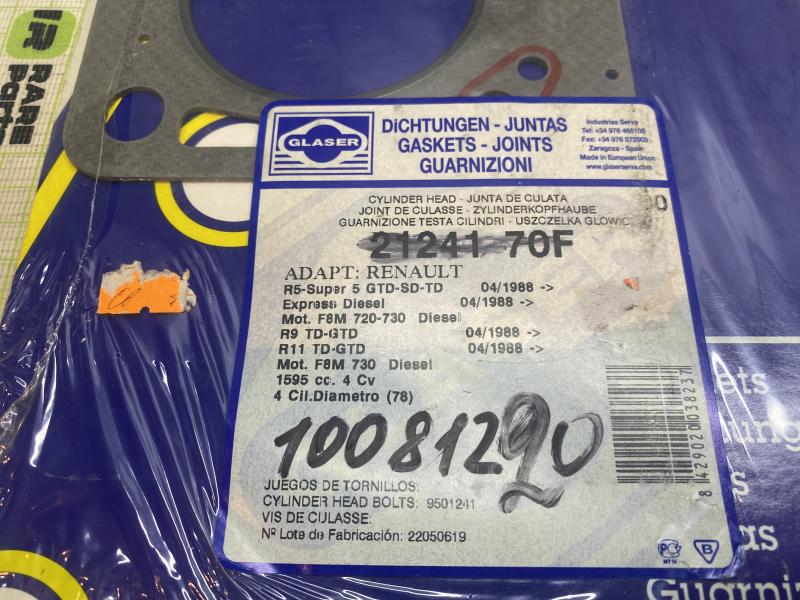 RARE
Parts
GLASER
DiCHTUNGEN - JUNTAS
GASKETS - JOINTS
GUARNIZIONI
Industrias Serva
Tel: +34 976 465100
Fax: +34 976 572003
Zaragoza - Spain
Made in European Union
www.glaserserva.com
CYLINDER HEAD - JUNTA DE CULATA
JOINT DE CULASSE - ZYLINDERKOPFHAUBE
GUARNIZIONE TESTA CILINDRI - USZCZELKA GLOWIC
21241 70F
ADAPT: RENAULT
R5-Super 5 GTD-SD-TD 04/1988 ->
Express Diesel 04/1988 ->
Mot. F8M 720-730 Diesel
R9 TD-GTD 04/1988 ->
R11 TD-GTD 04/1988 ->
Mot. F8M 730 Diesel
1595 cc. 4 Cv
4 Cil.Diametro (78)
10081290
JUEGOS DE TORNILLOS:
CYLINDER HEAD BOLTS: 9501241
VIS DE CULASSE:
Nº Lote de Fabricación: 22050619
8429020038237